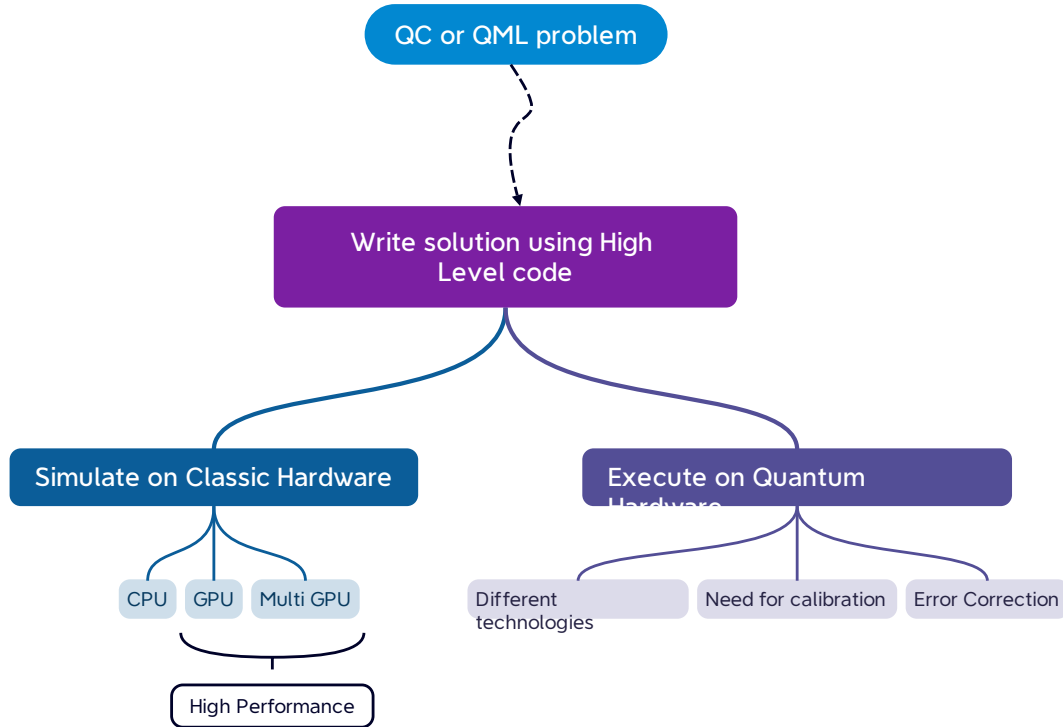 QC or QML problem
Write solution using High
Level code
Simulate on Classic Hardware
Execute on Quantum
Hardware
CPU
GPU
Multi GPU
Different
technologies
Need for calibration
Error Correction
High Performance